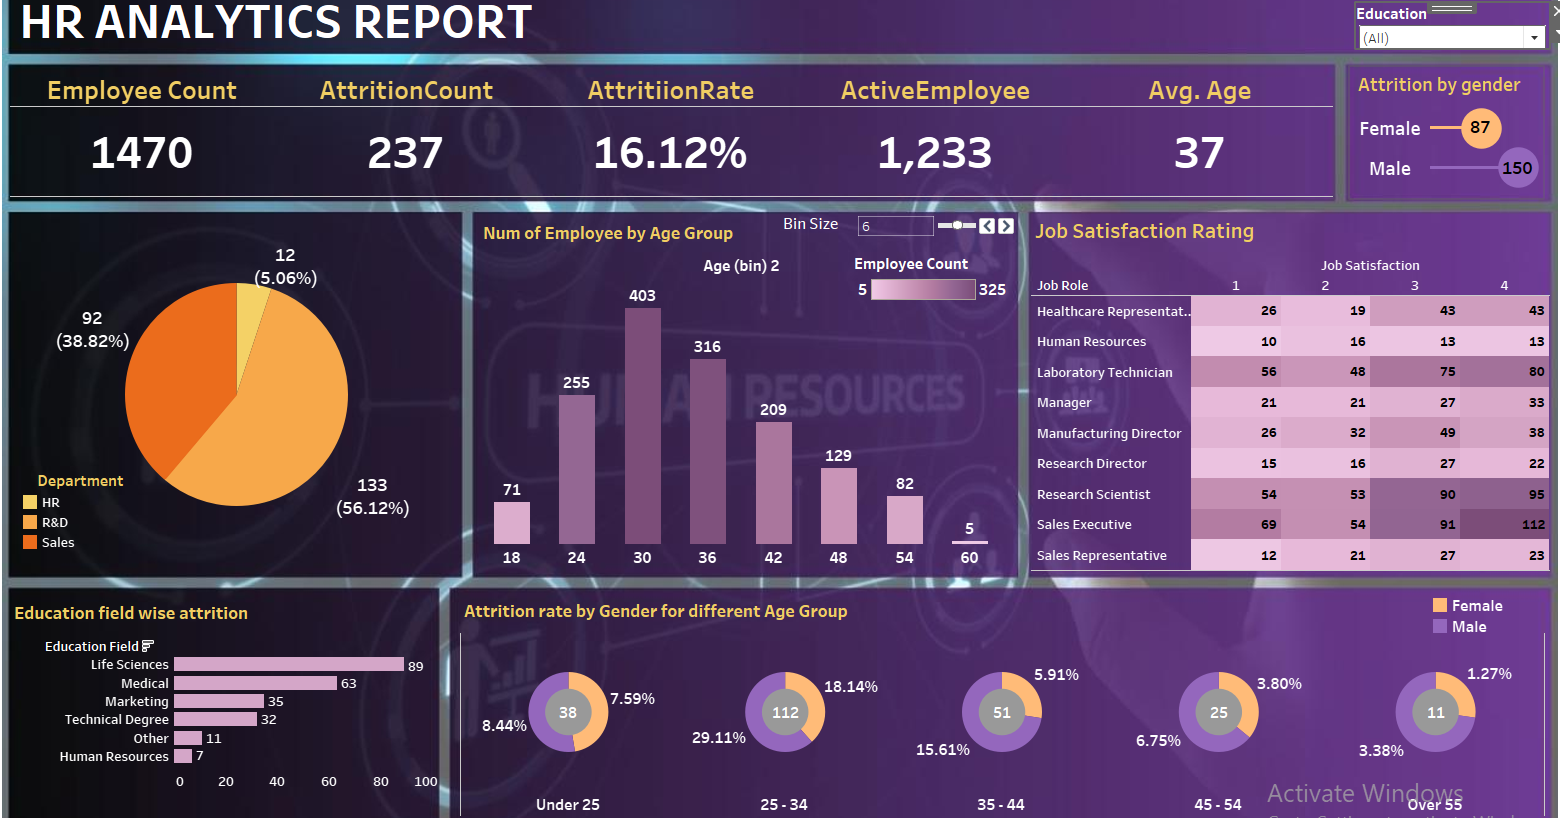 HR ANALYTICS REPORT
Education
(All)
Employee Count AttritionCount AttritiionRate ActiveEmployee Avg. Age
1470 237 16.12% 1,233 37
Attrition by gender
Female 87
Male 150
12
(5.06%)
92
(38.82%)
133
(56.12%)
Department
HR
R&D
Sales
Num of Employee by Age Group
Bin Size 6
Age (bin) 2
Employee Count
5 325
71 255 403 316 209 129 82 5
18 24 30 36 42 48 54 60
HUMAN RESOURCES
Job Satisfaction Rating
Job Satisfaction
Job Role 1 2 3 4
Healthcare Representat.. 26 19 43 43
Human Resources 10 16 13 13
Laboratory Technician 56 48 75 80
Manager 21 21 27 33
Manufacturing Director 26 32 49 38
Research Director 15 16 27 22
Research Scientist 54 53 90 95
Sales Executive 69 54 91 112
Sales Representative 12 21 27 23
Education field wise attrition
Education Field
Life Sciences 89
Medical 63
Marketing 35
Technical Degree 32
Other 11
Human Resources 7
0 20 40 60 80 100
Attrition rate by Gender for different Age Group
Female
Male
38 7.59% 8.44%
112 18.14% 29.11%
51 5.91% 15.61%
25 3.80% 6.75%
11 1.27% 3.38%
Under 25 25 - 34 35 - 44 45 - 54 Over 55
Activate Windows